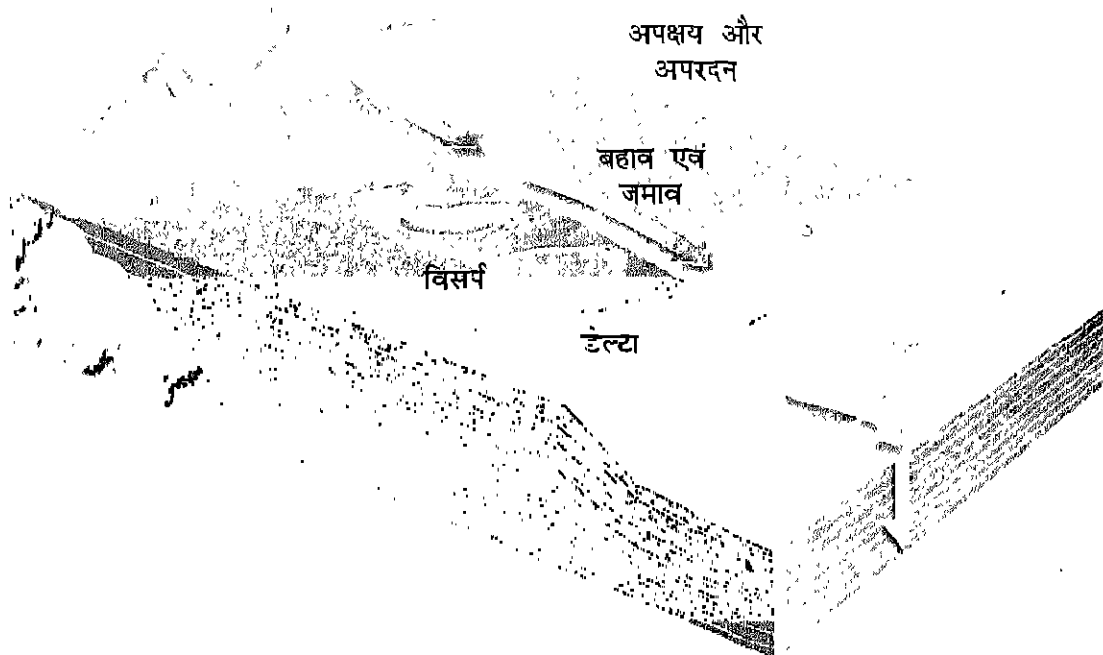 अपक्षय और
अपरदन
बहाव एवं
जमाव
विसर्प
डेल्टा